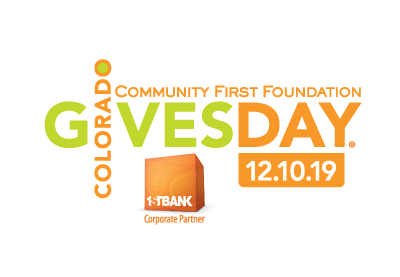 COLORADO
COMMUNITY FIRST FOUNDATION
GIVESDAY®
12.10.19
1STBANK
Corporate Partner